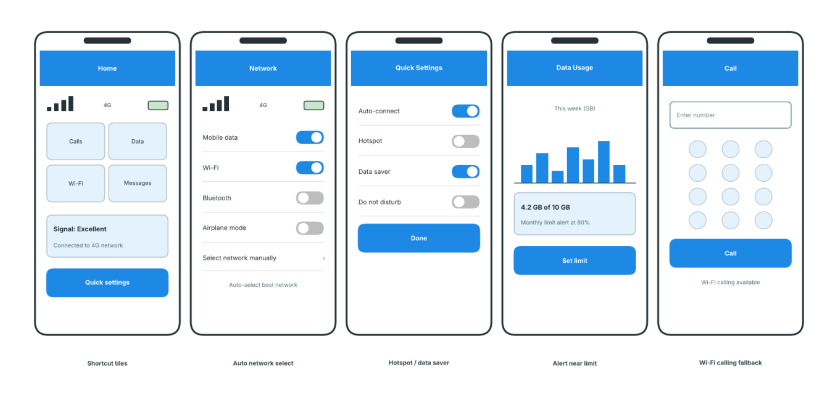 Home
4G
Calls
Data
Wi-Fi
Messages
Signal: Excellent
Connected to 4G network
Quick settings
Shortcut tiles
Network
4G
Mobile data
Wi-Fi
Bluetooth
Airplane mode
Select network manually ›
Auto-select best network
Auto network select
Quick Settings
Auto-connect
Hotspot
Data saver
Do not disturb
Done
Hotspot / data saver
Data Usage
This week (GB)
4.2 GB of 10 GB
Monthly limit alert at 80%
Set limit
Alert near limit
Call
Enter number
Call
Wi-Fi calling available
Wi-Fi calling fallback